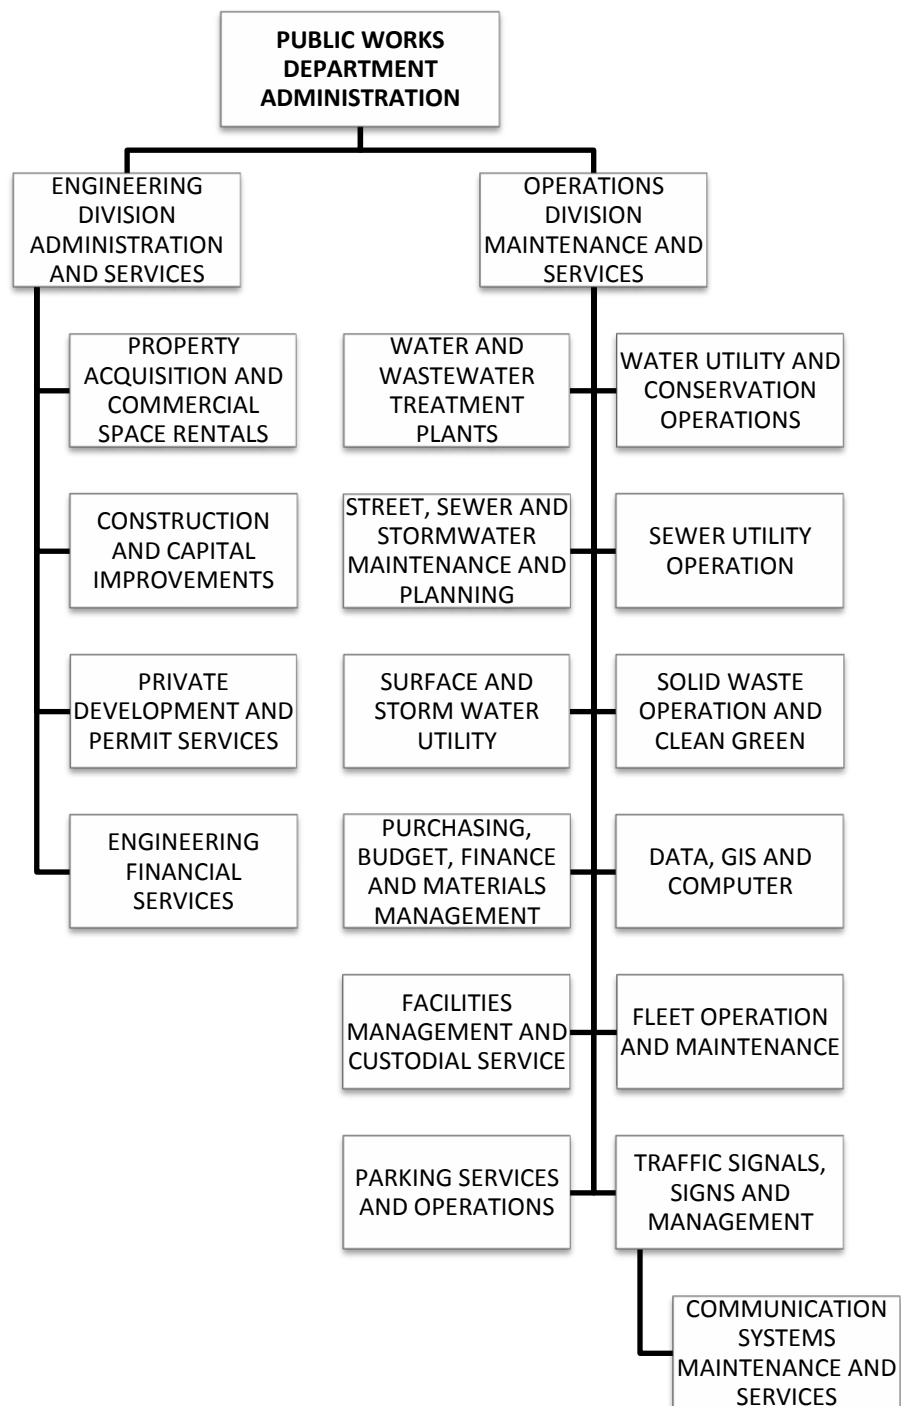 PUBLIC WORKS
DEPARTMENT
ADMINISTRATION
ENGINEERING
DIVISION
ADMINISTRATION
AND SERVICES
OPERATIONS
DIVISION
MAINTENANCE AND
SERVICES
PROPERTY
ACQUISITION AND
COMMERCIAL
SPACE RENTALS
WATER AND
WASTEWATER
TREATMENT
PLANTS
WATER UTILITY AND
CONSERVATION
OPERATIONS
CONSTRUCTION
AND CAPITAL
IMPROVEMENTS
STREET, SEWER AND
STORMWATER
MAINTENANCE AND
PLANNING
SEWER UTILITY
OPERATION
PRIVATE
DEVELOPMENT AND
PERMIT SERVICES
SURFACE AND
STORM WATER
UTILITY
SOLID WASTE
OPERATION AND
CLEAN GREEN
ENGINEERING
FINANCIAL
SERVICES
PURCHASING,
BUDGET, FINANCE
AND MATERIALS
MANAGEMENT
DATA, GIS AND
COMPUTER
FACILITIES
MANAGEMENT AND
CUSTODIAL SERVICE
FLEET OPERATION
AND MAINTENANCE
PARKING SERVICES
AND OPERATIONS
TRAFFIC SIGNALS,
SIGNS AND
MANAGEMENT
COMMUNICATION
SYSTEMS
MAINTENANCE AND
SERVICES